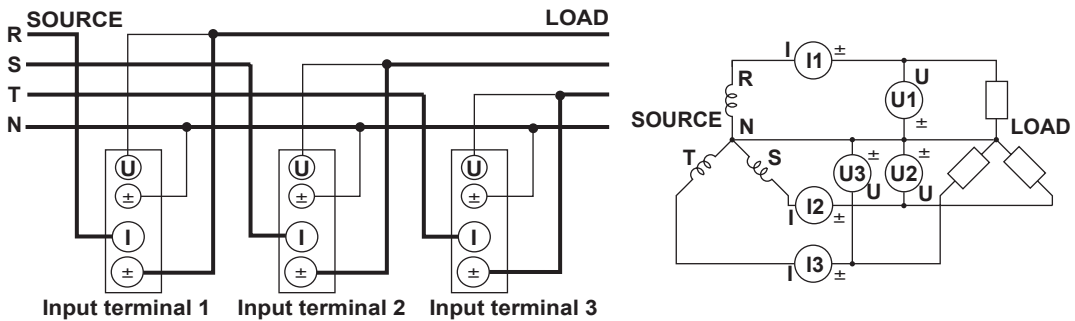 SOURCE
LOAD
R
S
T
N
U
±
I
±
U
±
I
±
U
±
I
±
Input terminal 1
Input terminal 2
Input terminal 3
I
I1
±
R
U
U1
±
SOURCE
N
LOAD
T
S
U3
±
U
U2
±
U
I
I2
±
I
I3
±